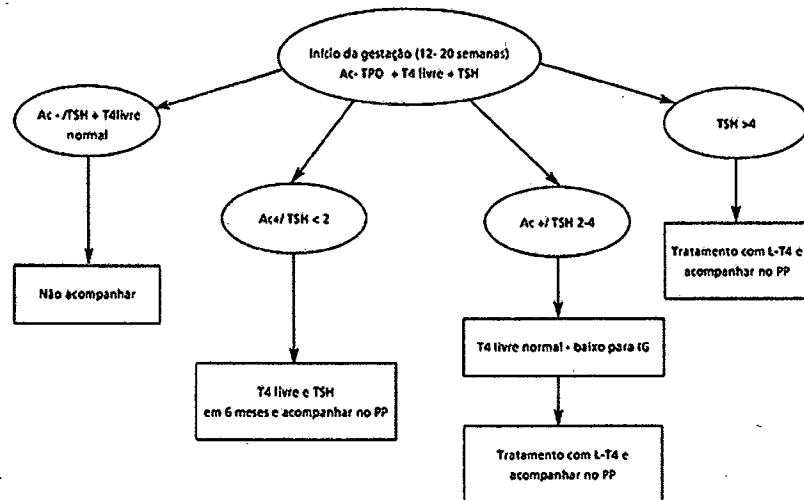 Início da gestação (12- 20 semanas)
Ac- TPO + T4 livre + TSH
Ac - /TSH + T4livre
normal
TSH >4
Ac+/ TSH < 2
Ac +/ TSH 2-4
Não acompanhar
Tratamento com L-T4 e
acompanhar no PP
T4 livre normal - baixo para IG
T4 livre e TSH
em 6 meses e acompanhar no PP
Tratamento com L-T4 e
acompanhar no PP